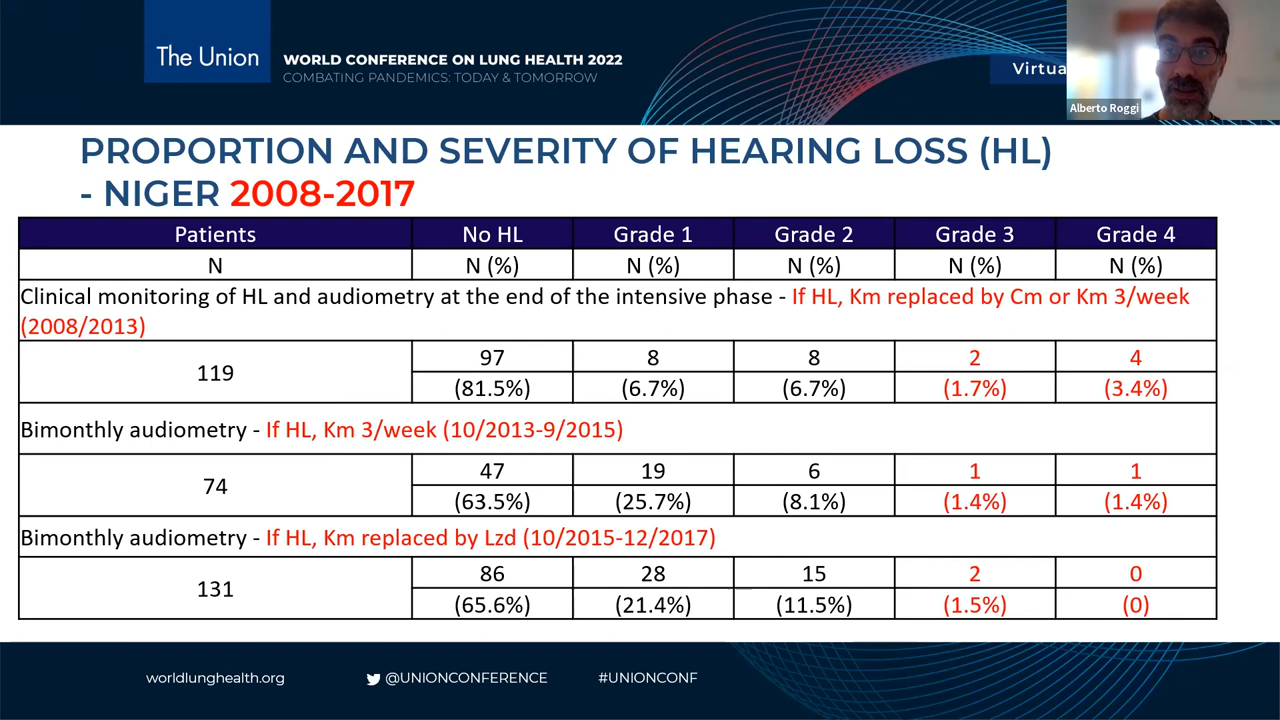 The Union
WORLD CONFERENCE ON LUNG HEALTH 2022
COMBATING PANDEMICS: TODAY & TOMORROW
Virtua
Alberto Roggi
PROPORTION AND SEVERITY OF HEARING LOSS (HL)
- NIGER 2008-2017
Patients No HL Grade 1 Grade 2 Grade 3 Grade 4
N N (%) N (%) N (%) N (%) N (%)
Clinical monitoring of HL and audiometry at the end of the intensive phase - If HL, Km replaced by Cm or Km 3/week
(2008/2013)
119 97 8 8 2 4
(81.5%) (6.7%) (6.7%) (1.7%) (3.4%)
Bimonthly audiometry - If HL, Km 3/week (10/2013-9/2015)
74 47 19 6 1 1
(63.5%) (25.7%) (8.1%) (1.4%) (1.4%)
Bimonthly audiometry - If HL, Km replaced by Lzd (10/2015-12/2017)
131 86 28 15 2 0
(65.6%) (21.4%) (11.5%) (1.5%) (0)
worldlunghealth.org @UNIONCONFERENCE #UNIONCONF